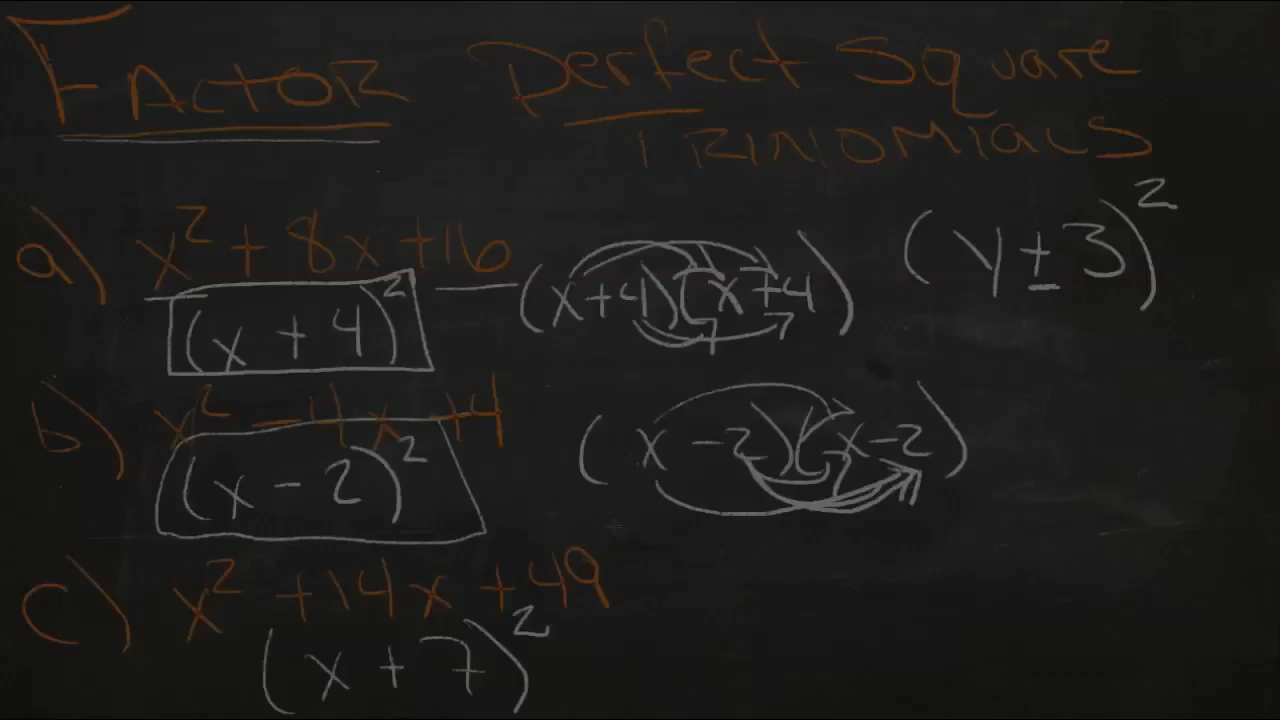 FACTOR Perfect Square
TRINOMIALS
a) x² + 8x + 16
(x + 4)²
(x + 4)(x + 4)
(y ± 3)²
b) x² - 4x + 4
(x - 2)²
(x - 2)(x - 2)
c) x² + 14x + 49
(x + 7)²